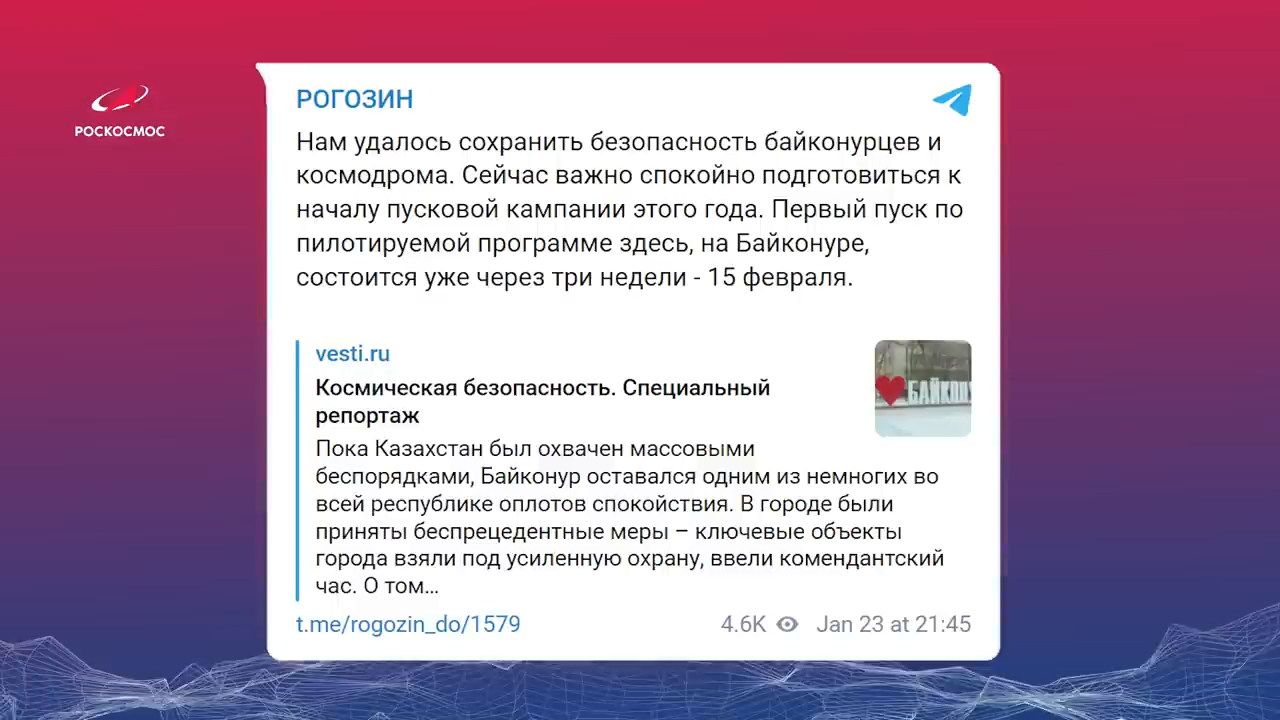 РОСКОСМОС
РОГОЗИН
Нам удалось сохранить безопасность байконурцев и
космодрома. Сейчас важно спокойно подготовиться к
началу пусковой кампании этого года. Первый пуск по
пилотируемой программе здесь, на Байконуре,
состоится уже через три недели - 15 февраля.
vesti.ru
Космическая безопасность. Специальный
репортаж
Пока Казахстан был охвачен массовыми
беспорядками, Байконур оставался одним из немногих во
всей республике оплотов спокойствия. В городе были
приняты беспрецедентные меры – ключевые объекты
города взяли под усиленную охрану, ввели комендантский
час. О том…
t.me/rogozin_do/1579
4.6K Jan 23 at 21:45